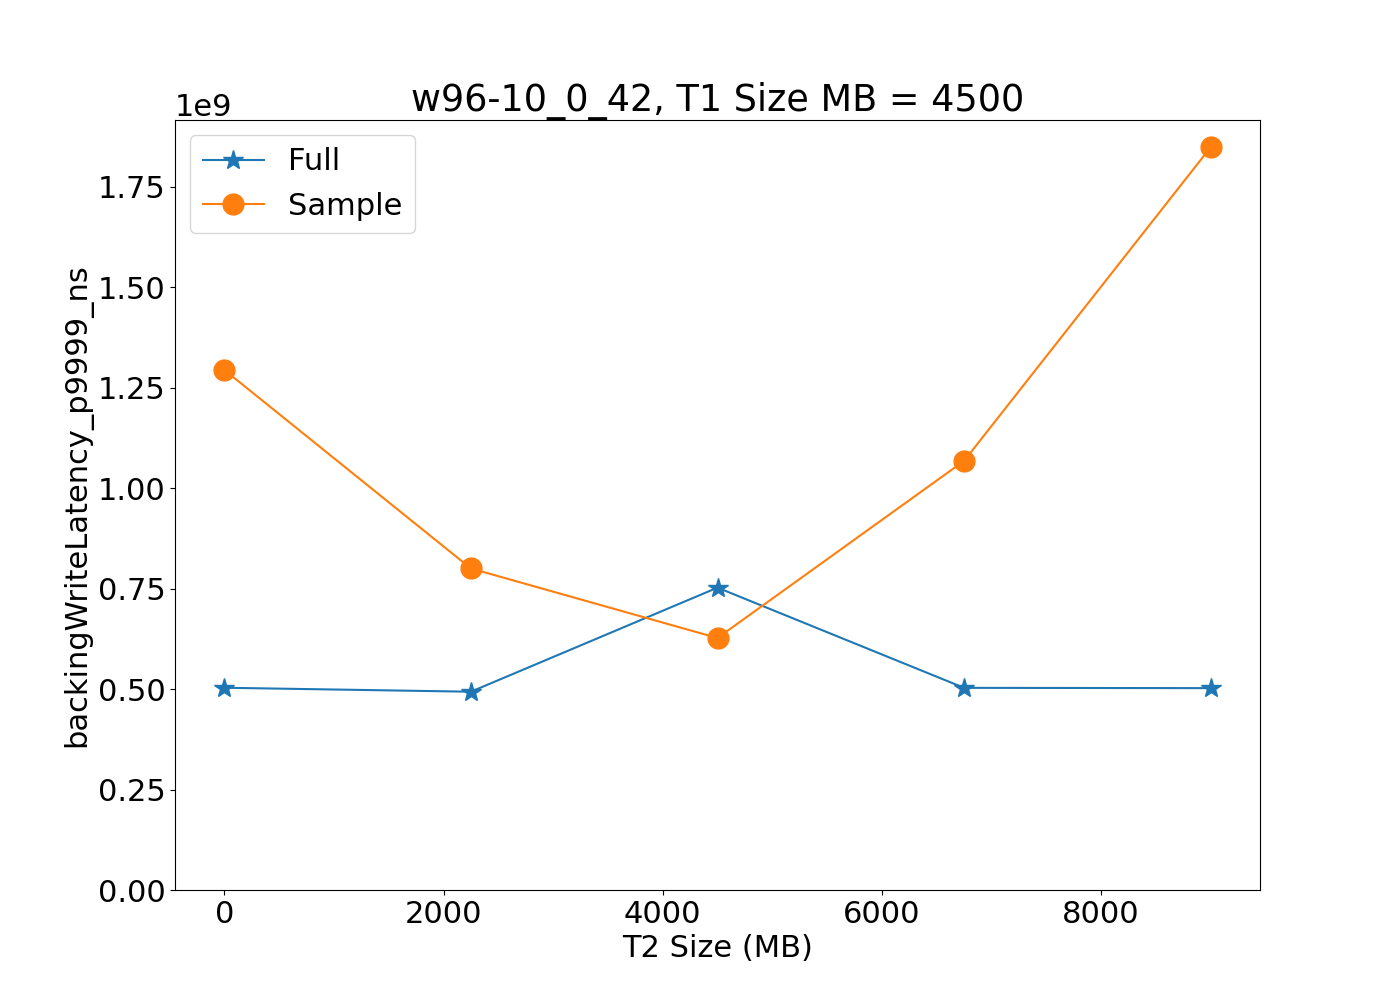 w96-10_0_42, T1 Size MB = 4500
1e9
Full
Sample
1.75
1.50
1.25
1.00
0.75
0.50
0.25
0.00
backingWriteLatency_p9999_ns
0 2000 4000 6000 8000
T2 Size (MB)